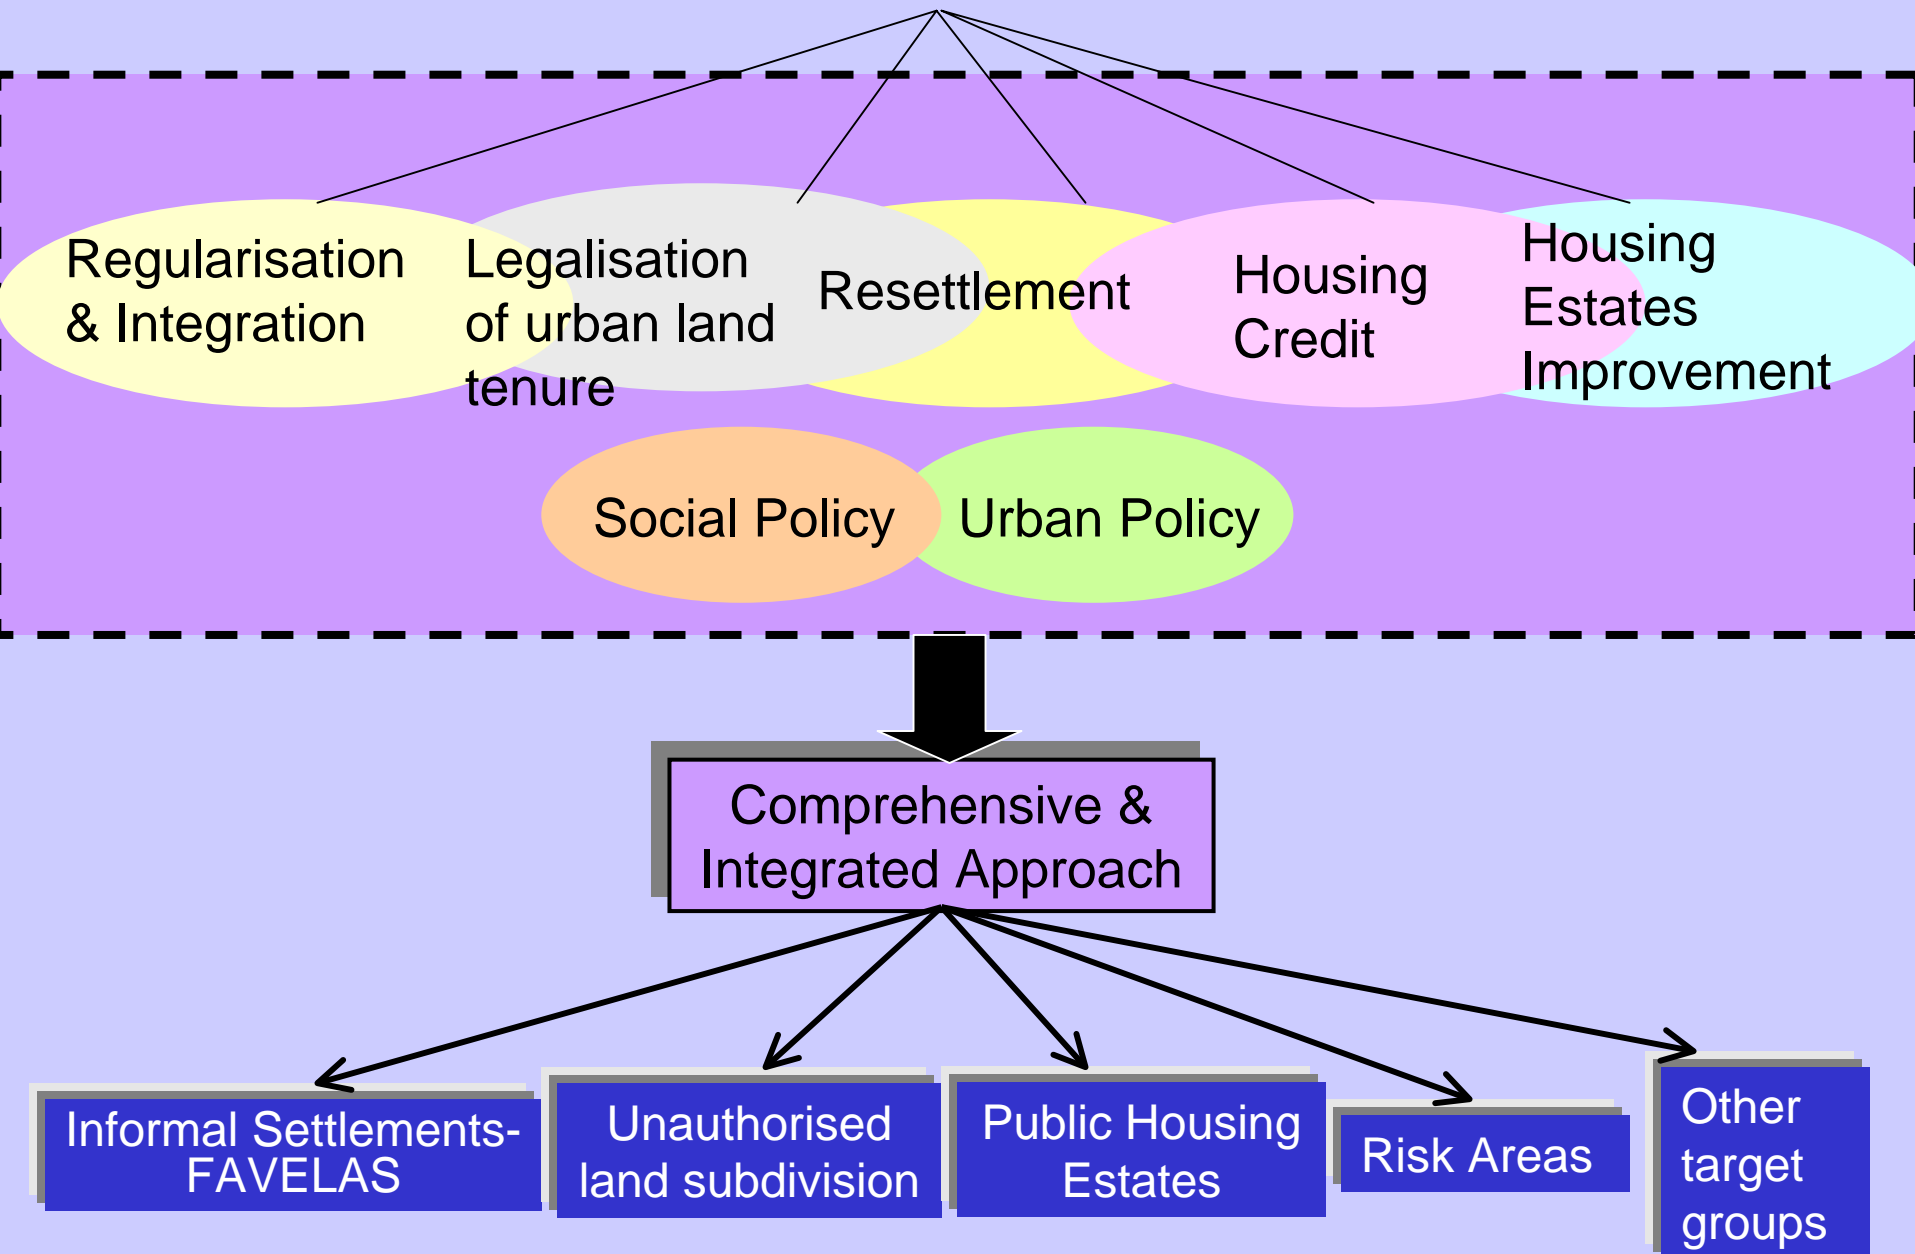 Regularisation
& Integration
Legalisation
of urban land
tenure
Resettlement
Housing
Credit
Housing
Estates
Improvement
Social Policy
Urban Policy
Comprehensive &
Integrated Approach
Informal Settlements-
FAVELAS
Unauthorised
land subdivision
Public Housing
Estates
Risk Areas
Other
target
groups